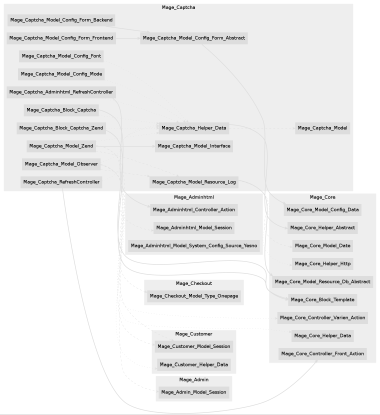 Mage_Captcha
Mage_Captcha_Model_Config_Form_Backend
Mage_Captcha_Model_Config_Form_Frontend
Mage_Captcha_Model_Config_Form_Abstract
Mage_Captcha_Model_Config_Font
Mage_Captcha_Model_Config_Mode
Mage_Captcha_Adminhtml_RefreshController
Mage_Captcha_Block_Captcha
Mage_Captcha_Block_Captcha_Zend
Mage_Captcha_Helper_Data
Mage_Captcha_Model
Mage_Captcha_Model_Zend
Mage_Captcha_Model_Interface
Mage_Captcha_Model_Observer
Mage_Captcha_RefreshController
Mage_Captcha_Model_Resource_Log
Mage_Adminhtml
Mage_Adminhtml_Controller_Action
Mage_Adminhtml_Model_Session
Mage_Adminhtml_Model_System_Config_Source_Yesno
Mage_Core
Mage_Core_Model_Config_Data
Mage_Core_Helper_Abstract
Mage_Core_Model_Date
Mage_Core_Helper_Http
Mage_Core_Model_Resource_Db_Abstract
Mage_Core_Block_Template
Mage_Core_Controller_Varien_Action
Mage_Core_Helper_Data
Mage_Core_Controller_Front_Action
Mage_Checkout
Mage_Checkout_Model_Type_Onepage
Mage_Customer
Mage_Customer_Model_Session
Mage_Customer_Helper_Data
Mage_Admin
Mage_Admin_Model_Session